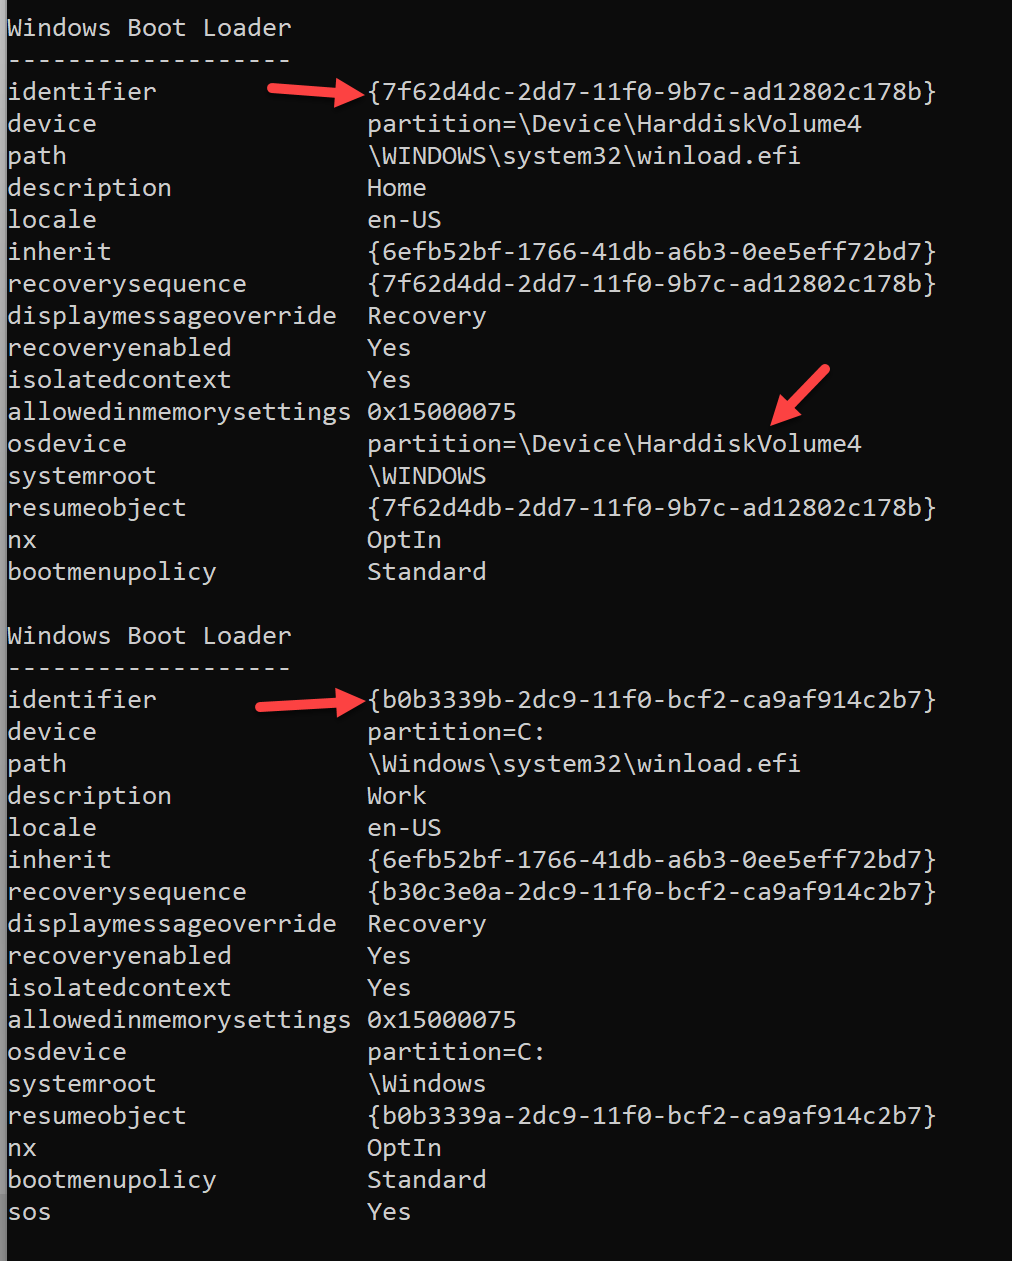 Windows Boot Loader
-------------------
identifier              {7f62d4dc-2dd7-11f0-9b7c-ad12802c178b}
device                  partition=\Device\HarddiskVolume4
path                    \WINDOWS\system32\winload.efi
description             Home
locale                  en-US
inherit                 {6efb52bf-1766-41db-a6b3-0ee5eff72bd7}
recoverysequence        {7f62d4dd-2dd7-11f0-9b7c-ad12802c178b}
displaymessageoverride  Recovery
recoveryenabled         Yes
isolatedcontext         Yes
allowedinmemorysettings 0x15000075
osdevice                partition=\Device\HarddiskVolume4
systemroot              \WINDOWS
resumeobject            {7f62d4db-2dd7-11f0-9b7c-ad12802c178b}
nx                      OptIn
bootmenupolicy          Standard

Windows Boot Loader
-------------------
identifier              {b0b3339b-2dc9-11f0-bcf2-ca9af914c2b7}
device                  partition=C:
path                    \Windows\system32\winload.efi
description             Work
locale                  en-US
inherit                 {6efb52bf-1766-41db-a6b3-0ee5eff72bd7}
recoverysequence        {b30c3e0a-2dc9-11f0-bcf2-ca9af914c2b7}
displaymessageoverride  Recovery
recoveryenabled         Yes
isolatedcontext         Yes
allowedinmemorysettings 0x15000075
osdevice                partition=C:
systemroot              \Windows
resumeobject            {b0b3339a-2dc9-11f0-bcf2-ca9af914c2b7}
nx                      OptIn
bootmenupolicy          Standard
sos                     Yes